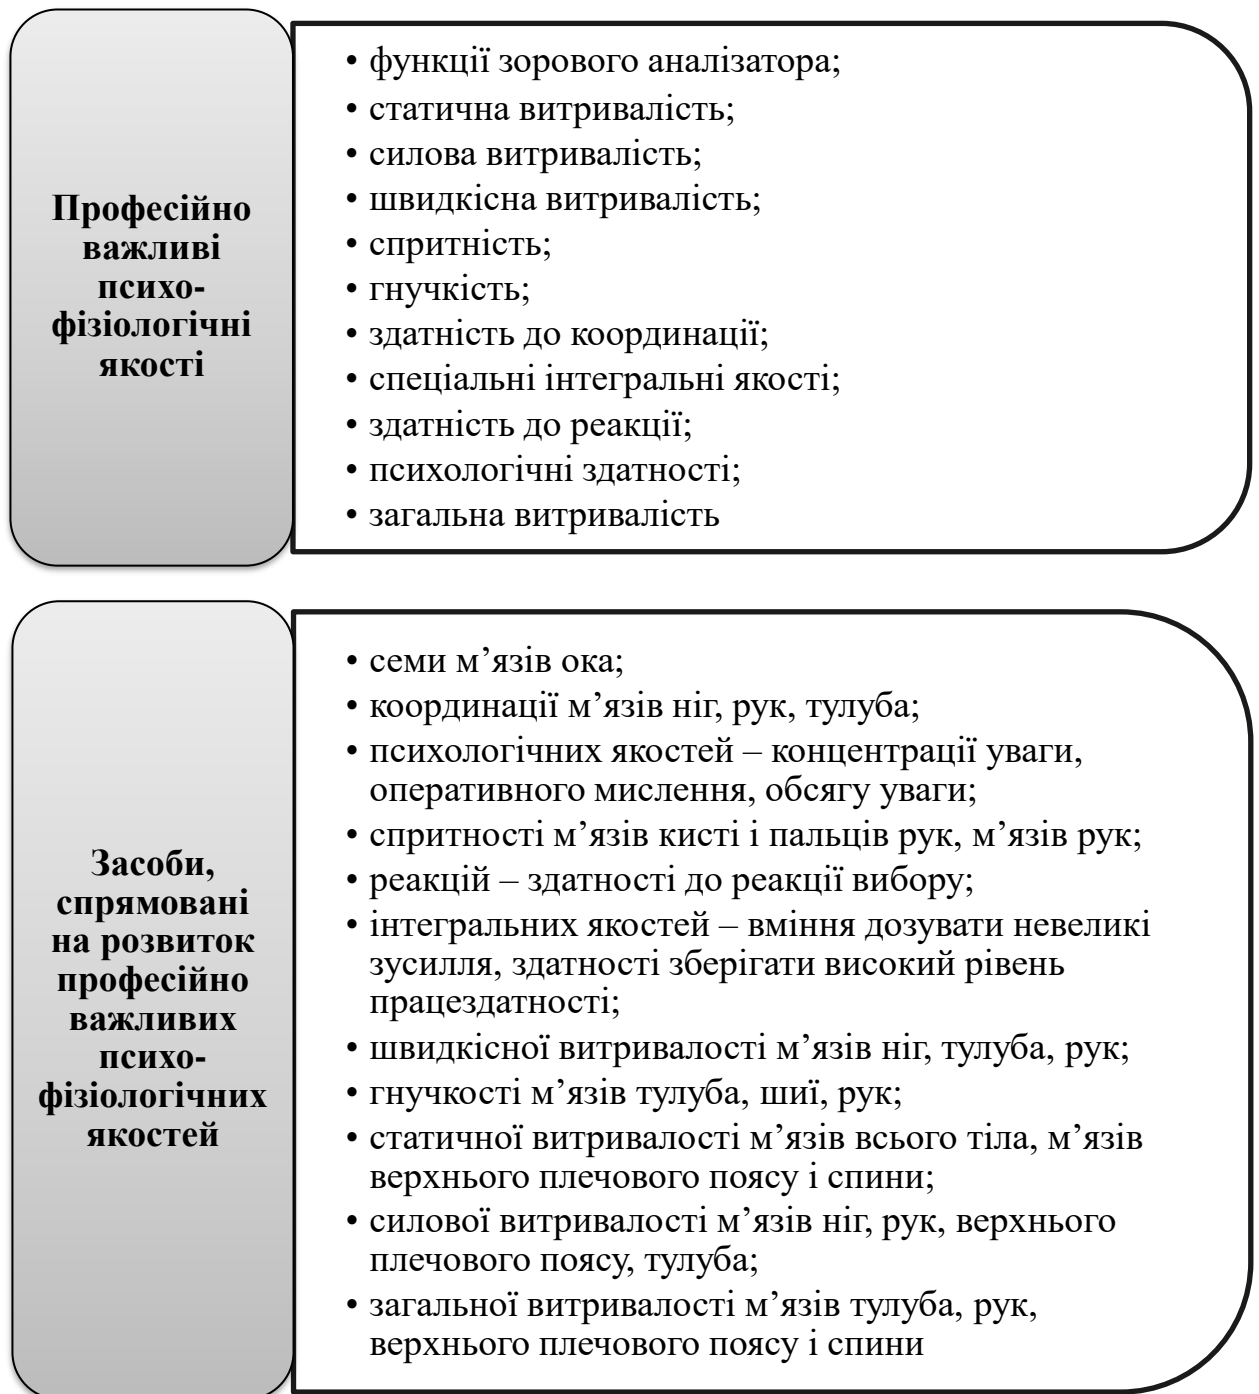 Професійно
важливі
психо-
фізіологічні
якості
• функції зорового аналізатора;
• статична витривалість;
• силова витривалість;
• швидкісна витривалість;
• спритність;
• гнучкість;
• здатність до координації;
• спеціальні інтегральні якості;
• здатність до реакції;
• психологічні здатності;
• загальна витривалість
Засоби,
спрямовані
на розвиток
професійно
важливих
психо-
фізіологічних
якостей
• семи м’язів ока;
• координації м’язів ніг, рук, тулуба;
• психологічних якостей – концентрації уваги,
оперативного мислення, обсягу уваги;
• спритності м’язів кисті і пальців рук, м’язів рук;
• реакцій – здатності до реакції вибору;
• інтегральних якостей – вміння дозувати невеликі
зусилля, здатності зберігати високий рівень
працездатності;
• швидкісної витривалості м’язів ніг, тулуба, рук;
• гнучкості м’язів тулуба, шиї, рук;
• статичної витривалості м’язів всього тіла, м’язів
верхнього плечового поясу і спини;
• силової витривалості м’язів ніг, рук, верхнього
плечового поясу, тулуба;
• загальної витривалості м’язів тулуба, рук,
верхнього плечового поясу і спини